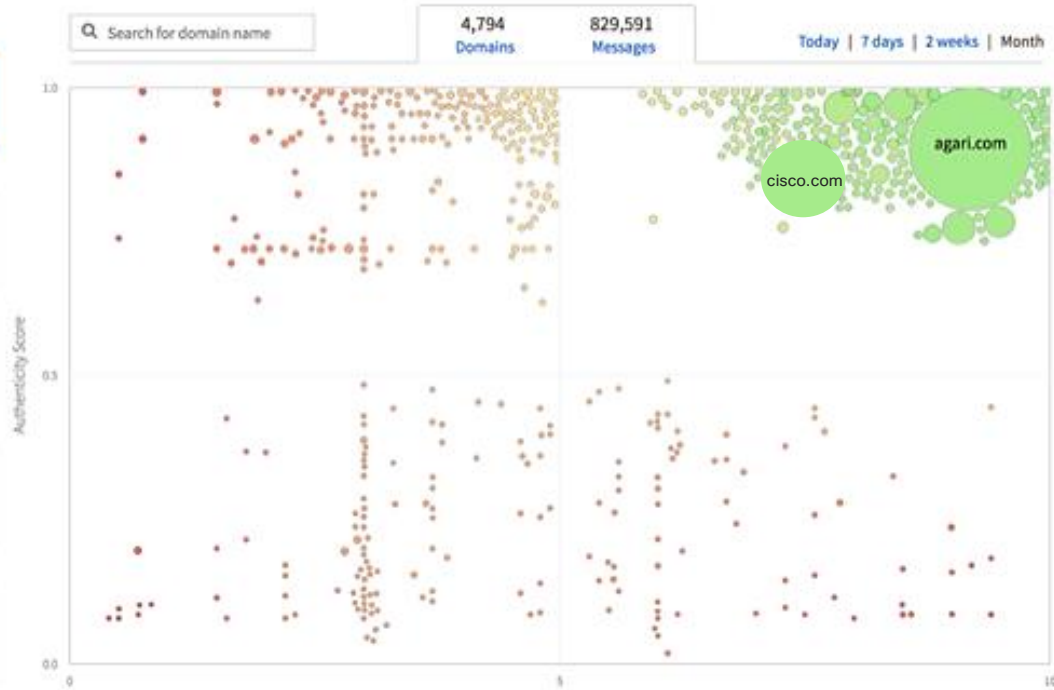 Search for domain name
4,794
Domains
829,591
Messages
Today | 7 days | 2 weeks | Month
1.0
agari.com
cisco.com
Authenticity Score
0.5
0.0
0
5
10